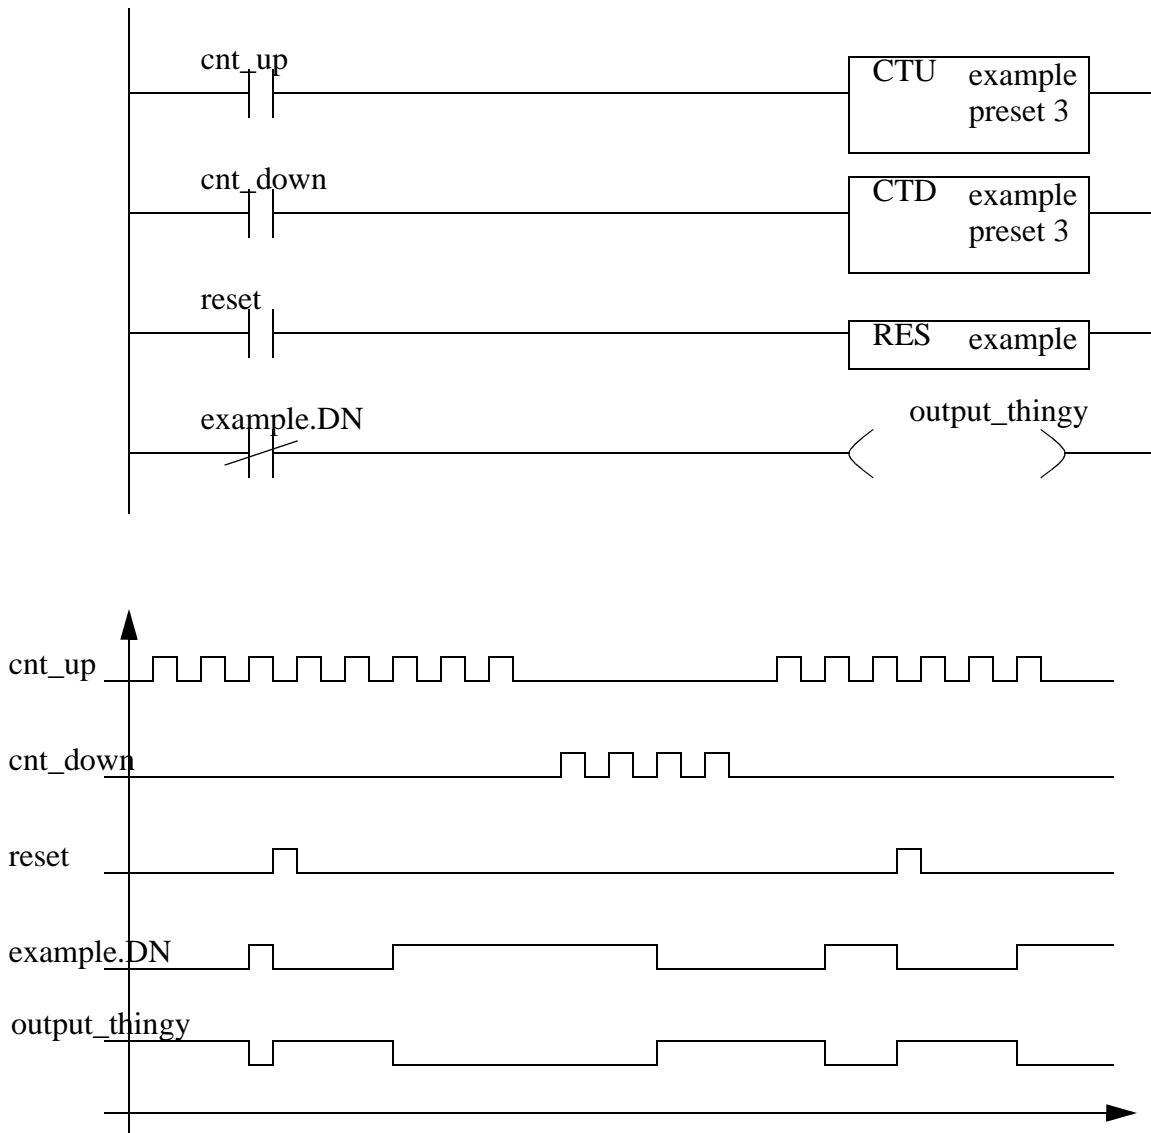 cnt_up
CTU example
preset 3
cnt_down
CTD example
preset 3
reset
RES example
example.DN
output_thingy
cnt_up
cnt_down
reset
example.DN
output_thingy